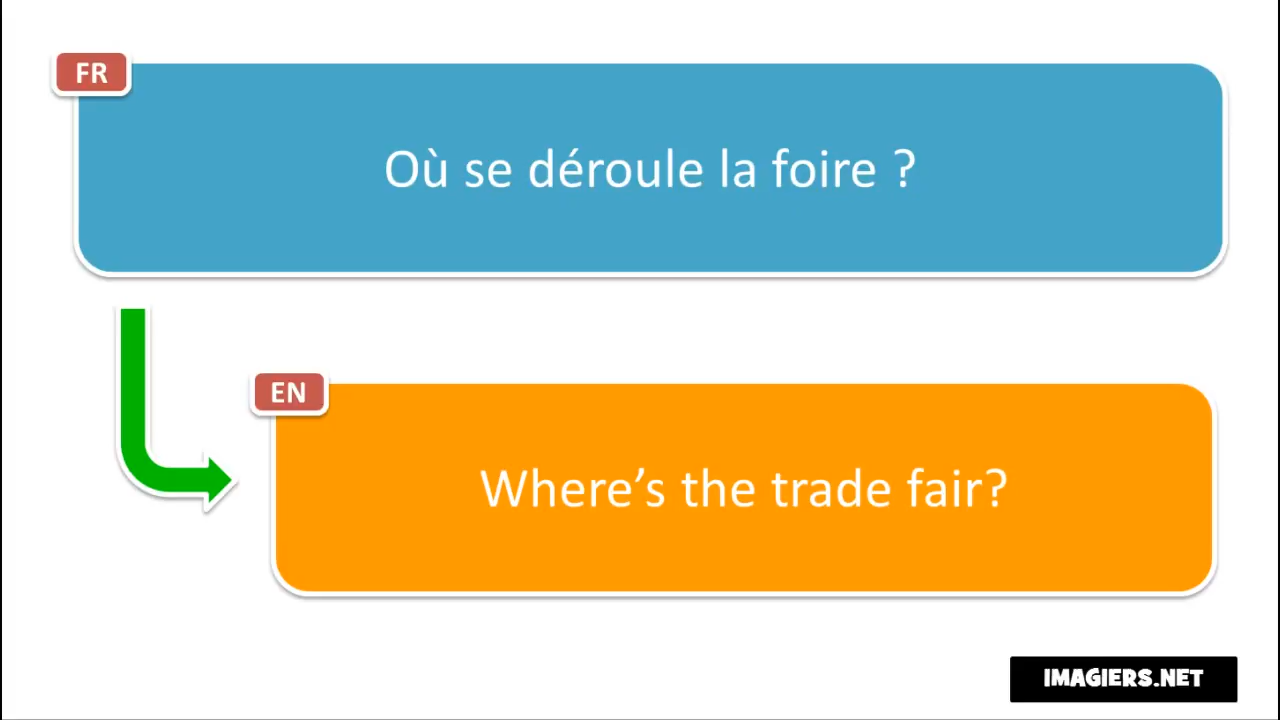 FR
Où se déroule la foire ?
EN
Where’s the trade fair?
IMAGIERS.NET